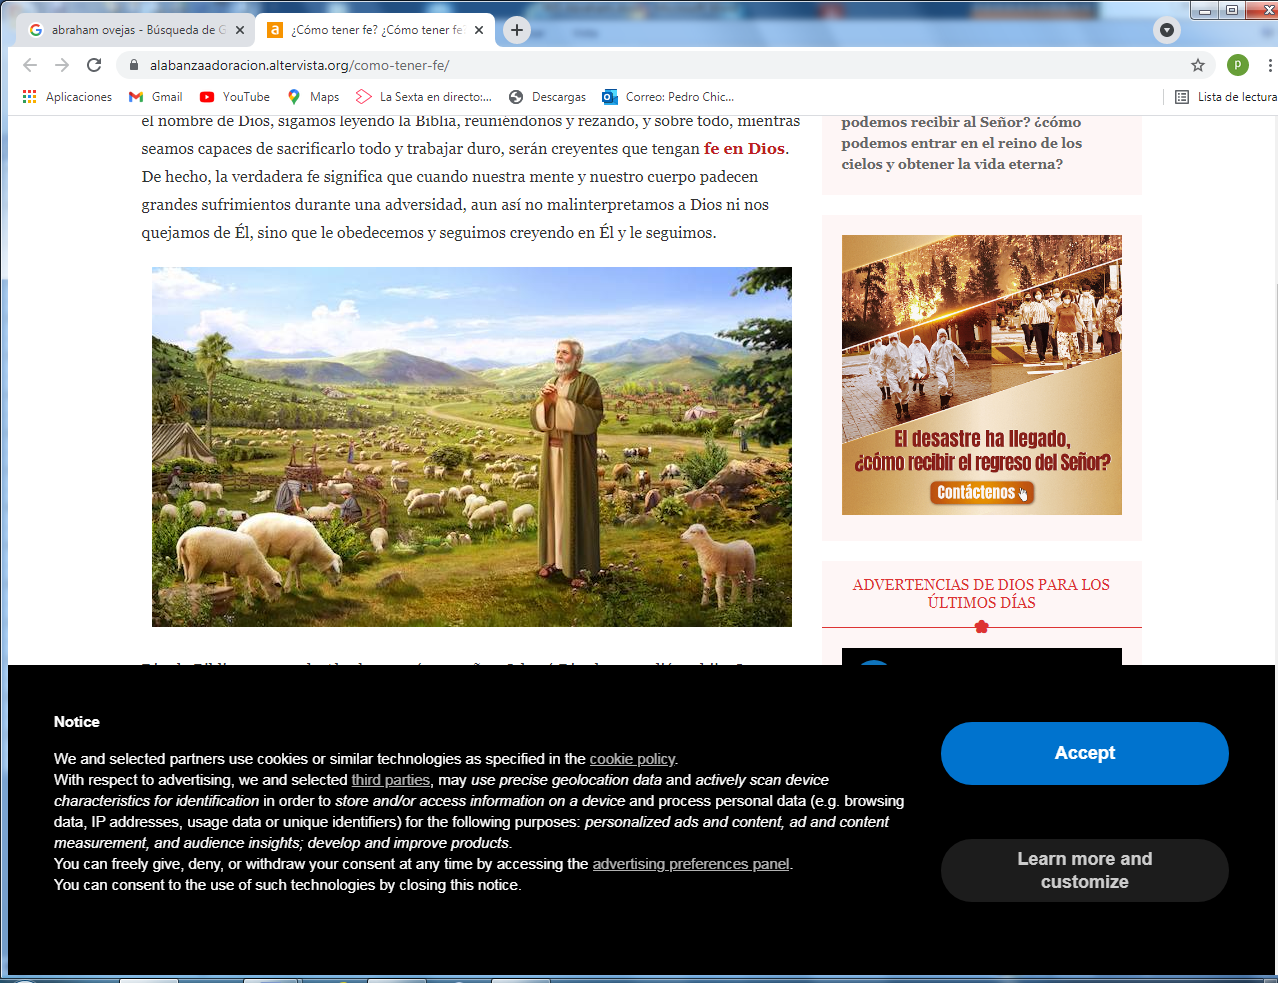 abraham ovejas - Búsqueda de G
¿Cómo tener fe? ¿Cómo tener fe
alabanzaadoracion.altervista.org/como-tener-fe/
P
Aplicaciones
Gmail
YouTube
Maps
La Sexta en directo:...
Descargas
Correo: Pedro Chic...
Lista de lectura
el nombre de Dios, sigamos leyendo la Biblia, reuniéndonos y rezando, y sobre todo, mientras
seamos capaces de sacrificarlo todo y trabajar duro, serán creyentes que tengan fe en Dios.
De hecho, la verdadera fe significa que cuando nuestra mente y nuestro cuerpo padecen
grandes sufrimientos durante una adversidad, aun así no malinterpretamos a Dios ni nos
quejamos de Él, sino que le obedecemos y seguimos creyendo en Él y le seguimos.
podemos recibir al Señor? ¿cómo
podemos entrar en el reino de los
cielos y obtener la vida eterna?
El desastre ha llegado,
¿cómo recibir el regreso del Señor?
Contáctenos
ADVERTENCIAS DE DIOS PARA LOS
ÚLTIMOS DÍAS
Notice
We and selected partners use cookies or similar technologies as specified in the cookie policy.
With respect to advertising, we and selected third parties, may use precise geolocation data and actively scan device
characteristics for identification in order to store and/or access information on a device and process personal data (e.g. browsing
data, IP addresses, usage data or unique identifiers) for the following purposes: personalized ads and content, ad and content
measurement, and audience insights; develop and improve products.
You can freely give, deny, or withdraw your consent at any time by accessing the advertising preferences panel.
You can consent to the use of such technologies by closing this notice.
Accept
Learn more and
customize